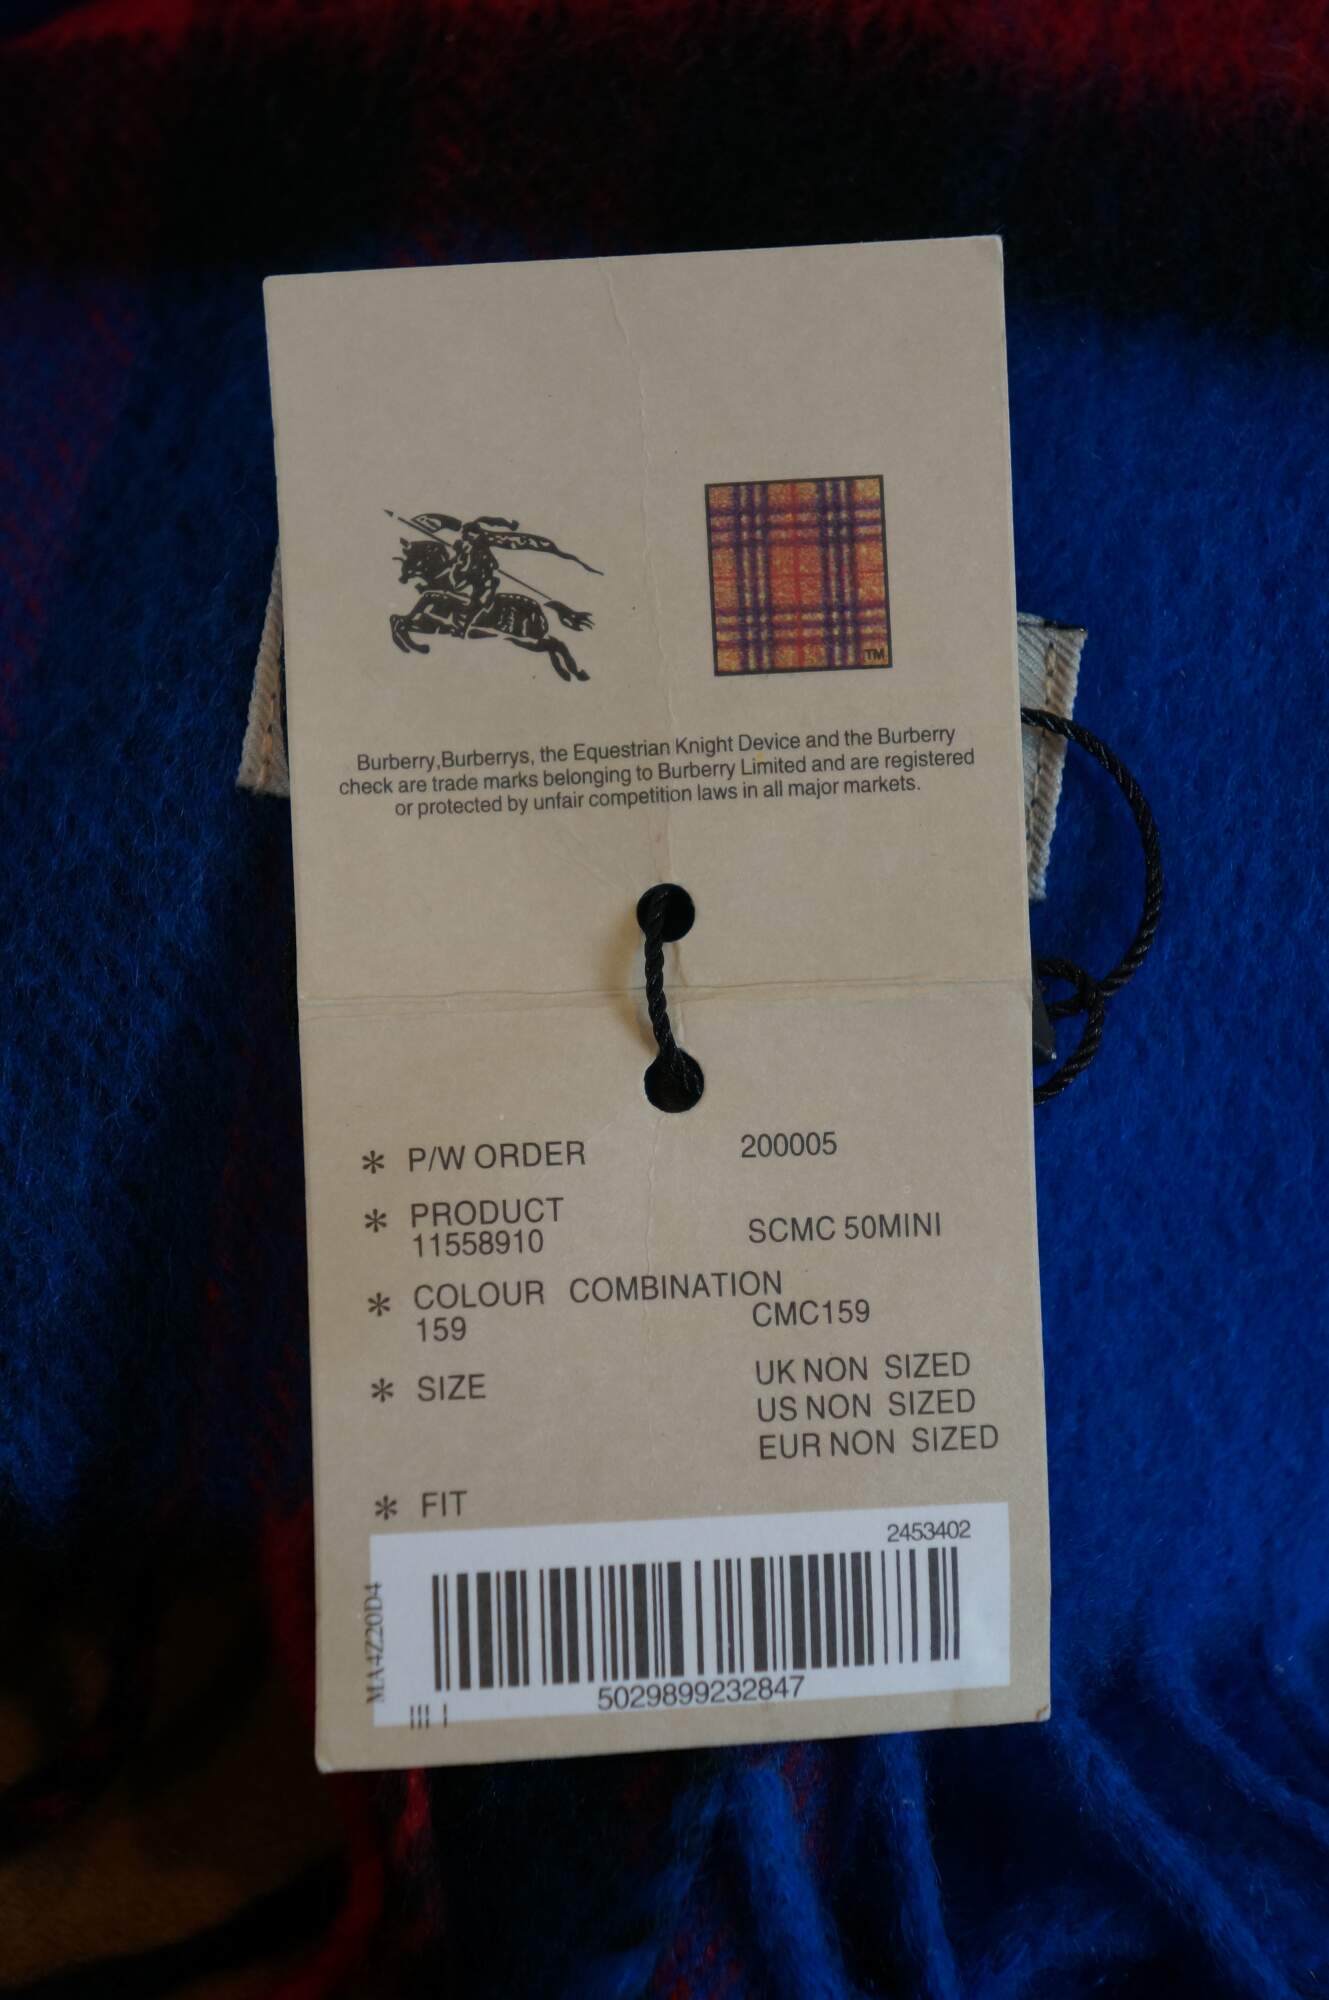 TM
Burberry,Burberrys, the Equestrian Knight Device and the Burberry
check are trade marks belonging to Burberry Limited and are registered
or protected by unfair competition laws in all major markets.
* P/W ORDER 200005
* PRODUCT
11558910 SCMC 50MINI
* COLOUR COMBINATION
159 CMC159
* SIZE UK NON SIZED
US NON SIZED
EUR NON SIZED
* FIT
2453402
MA4Z20D4
5029899232847